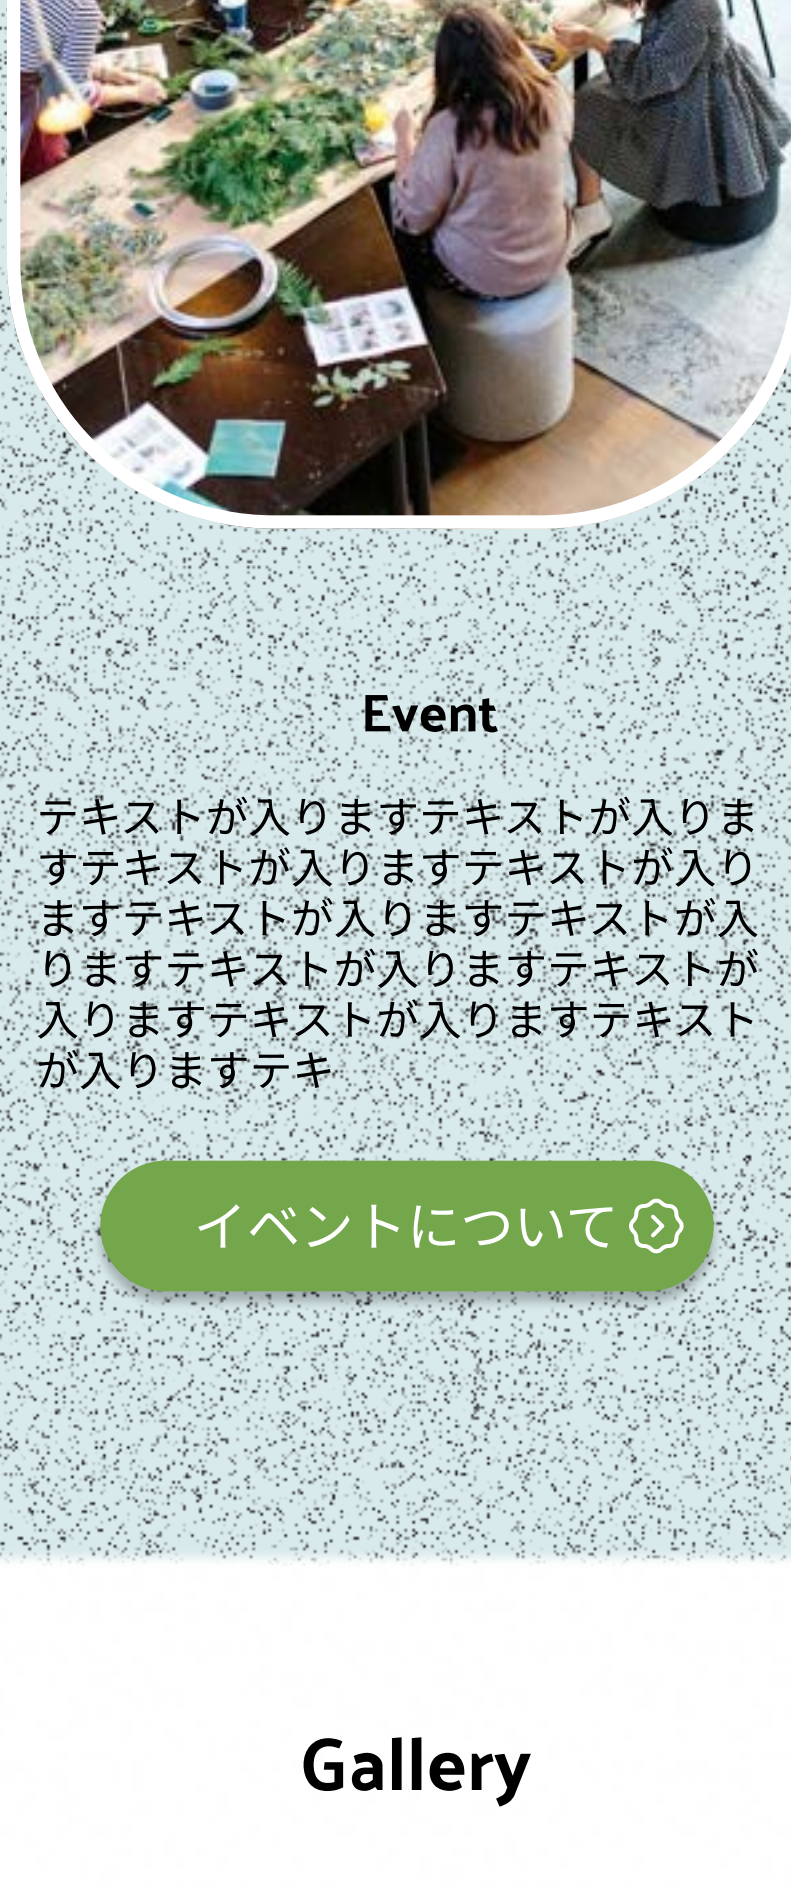 Event
テキストが入りますテキストが入りま
すテキストが入りますテキストが入り
ますテキストが入りますテキストが入
りますテキストが入りますテキストが
入りますテキストが入りますテキスト
が入りますテキ
イベントについて
Gallery